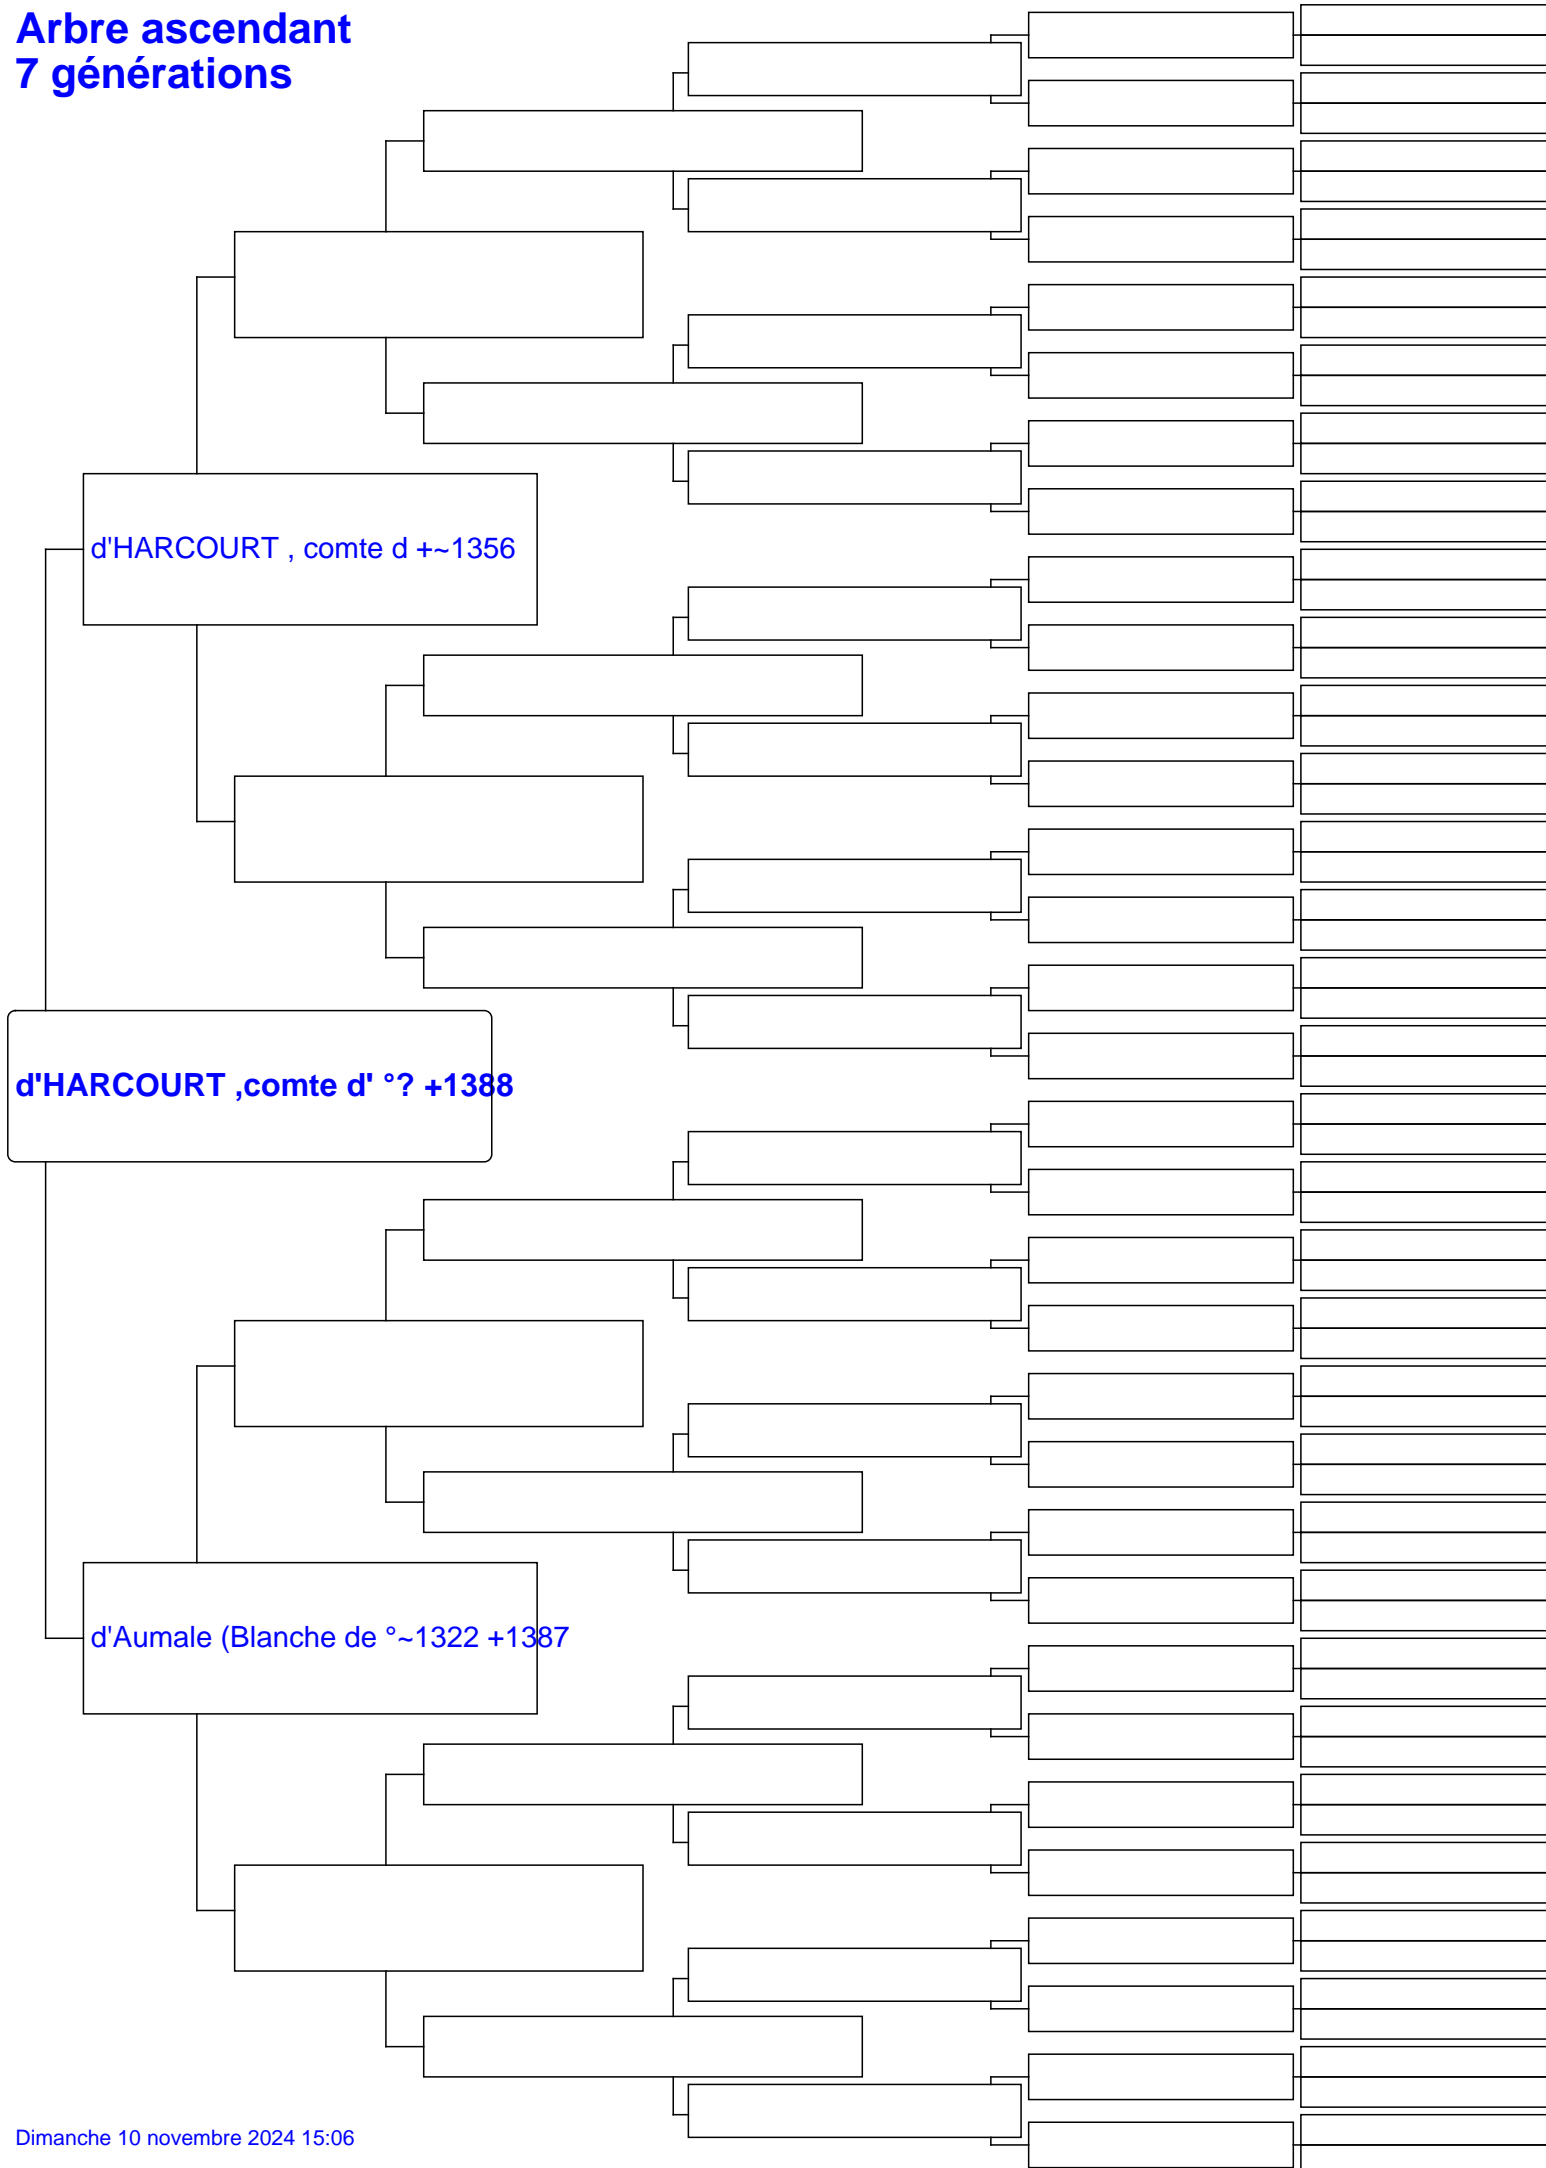 Arbre ascendant
7 générations
d'HARCOURT , comte d +~1356
d'HARCOURT ,comte d' °? +1388
d'Aumale (Blanche de °~1322 +1387
Dimanche 10 novembre 2024 15:06